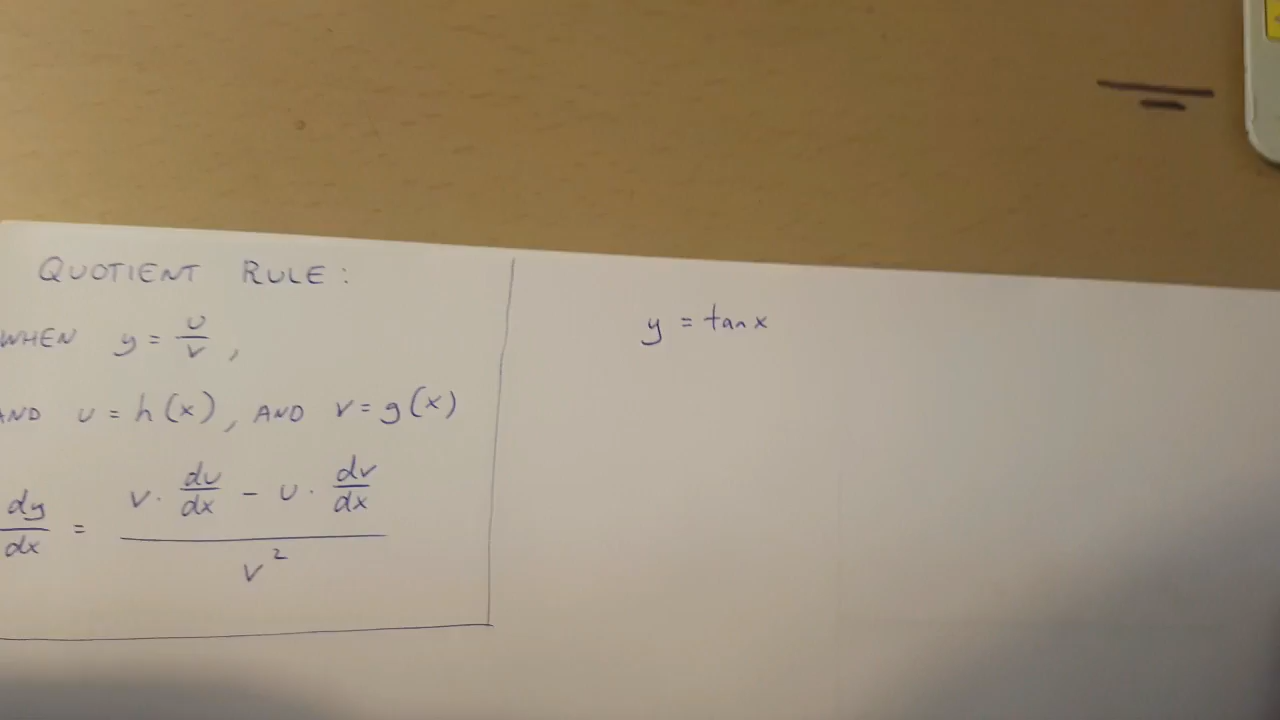 QUOTIENT RULE:
WHEN y = u/v,
AND u = h(x), AND v = g(x)
dy/dx = (v · du/dx − u · dv/dx) / v²
y = tan x